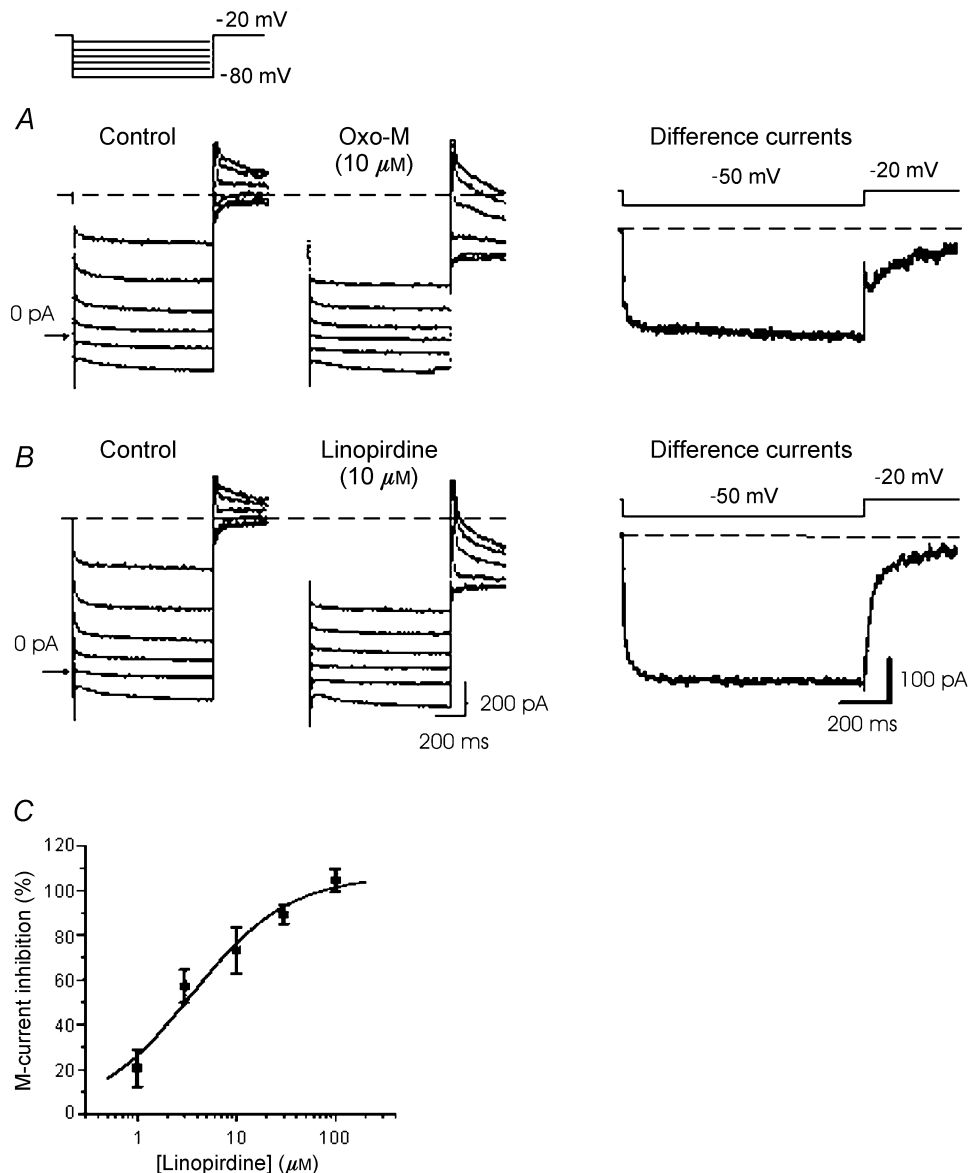 -20 mV
-80 mV
A
Control
Oxo-M
(10 μM)
Difference currents
-50 mV
-20 mV
0 pA
B
Control
Linopirdine
(10 μM)
Difference currents
-50 mV
-20 mV
0 pA
200 pA
200 ms
100 pA
200 ms
C
M-current inhibition (%)
120
100
80
60
40
20
0
1
10
100
[Linopirdine] (μM)